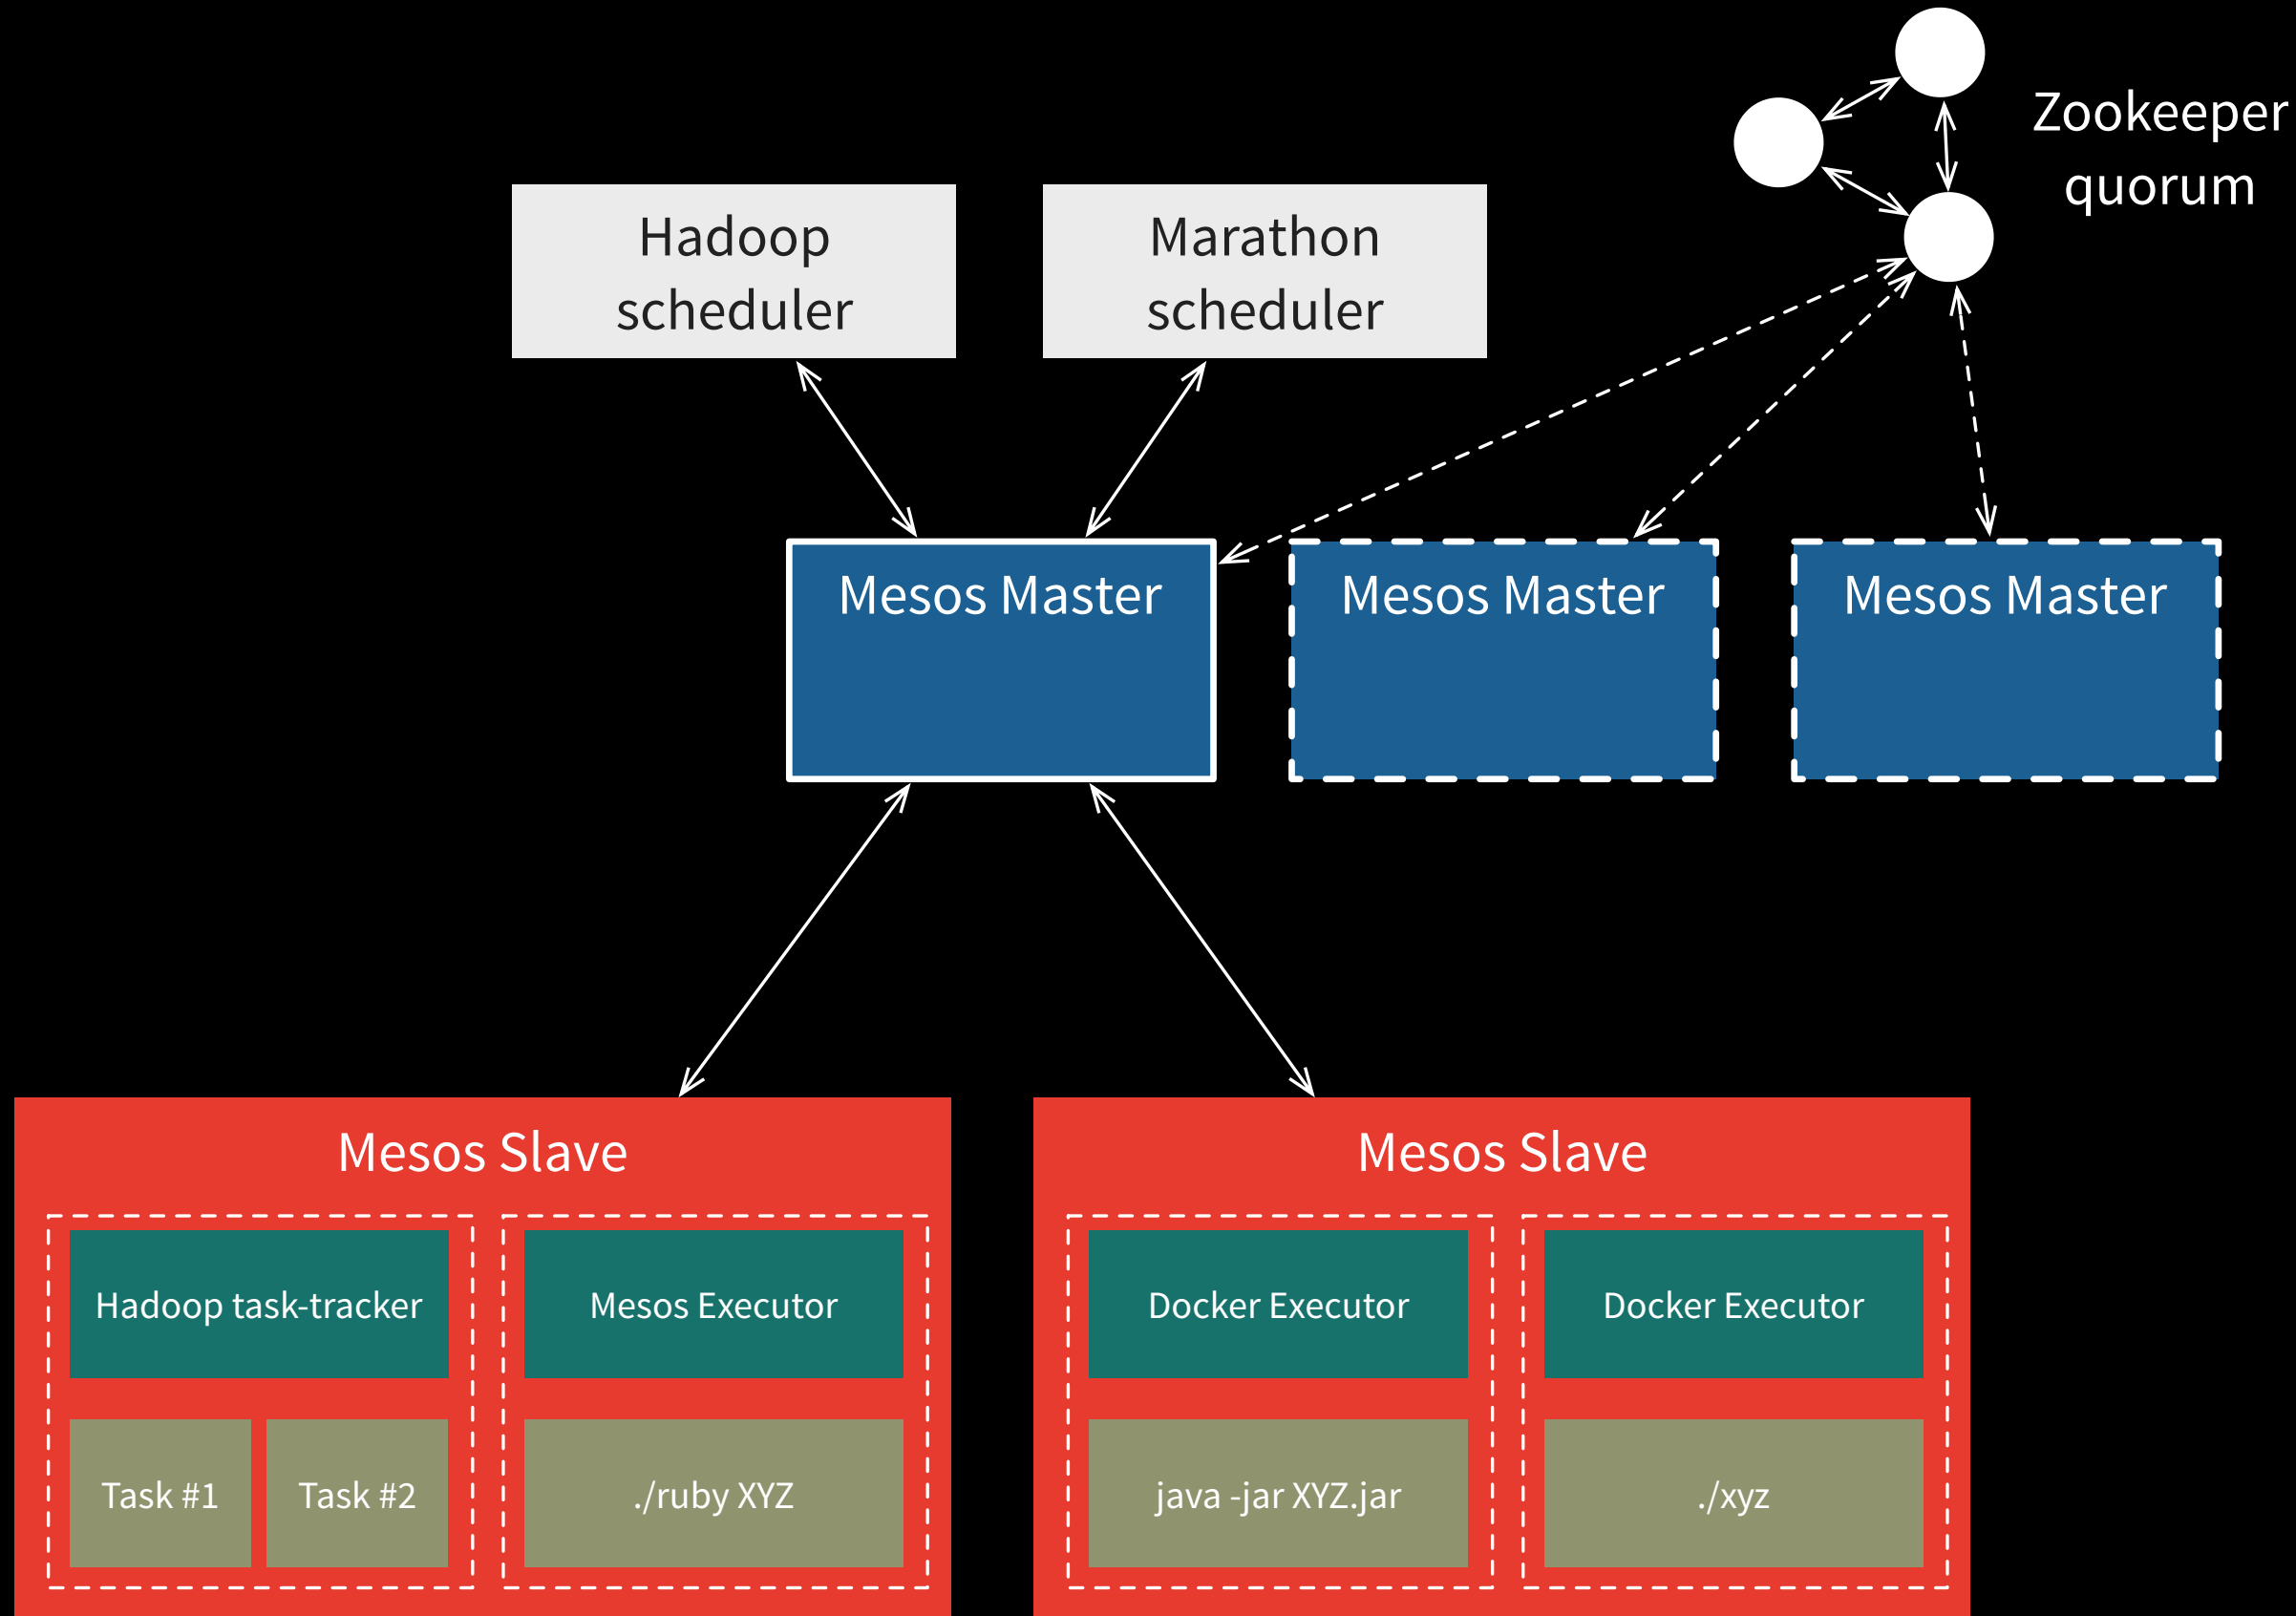 Zookeeper
quorum
Hadoop
scheduler
Marathon
scheduler
Mesos Master
Mesos Master
Mesos Master
Mesos Slave
Hadoop task-tracker
Mesos Executor
Task #1
Task #2
./ruby XYZ
Mesos Slave
Docker Executor
Docker Executor
java -jar XYZ.jar
./xyz